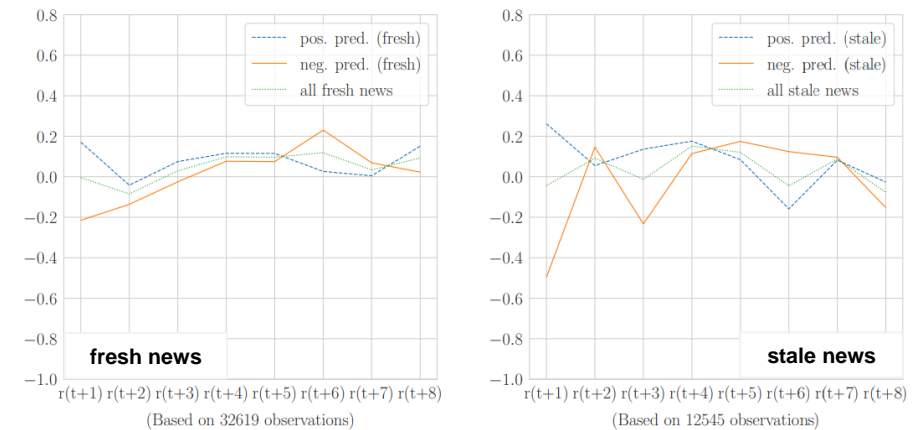 0.8
0.6
0.4
0.2
0.0
−0.2
−0.4
−0.6
−0.8
−1.0
pos. pred. (fresh)
neg. pred. (fresh)
all fresh news
fresh news
r(t+1) r(t+2) r(t+3) r(t+4) r(t+5) r(t+6) r(t+7) r(t+8)
(Based on 32619 observations)
0.8
0.6
0.4
0.2
0.0
−0.2
−0.4
−0.6
−0.8
−1.0
pos. pred. (stale)
neg. pred. (stale)
all stale news
stale news
r(t+1) r(t+2) r(t+3) r(t+4) r(t+5) r(t+6) r(t+7) r(t+8)
(Based on 12545 observations)